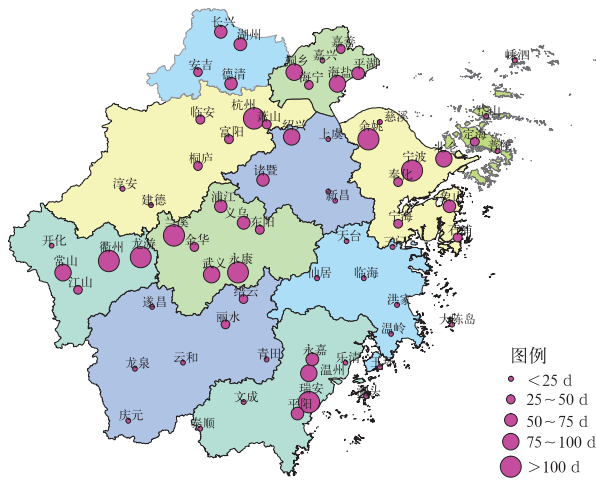 长兴
湖州
安吉
德清
嘉善
嘉兴
桐乡
平湖
海宁
海盐
嵊泗
临安
杭州
萧山
富阳
绍兴
上虞
慈溪
余姚
定海
桐庐
宁波
奉化
诸暨
淳安
建德
浦江
新昌
象山
义乌
东阳
宁海
石浦
开化
衢州
龙游
兰溪
金华
天台
常山
江山
武义
永康
仙居
临海
遂昌
缙云
洪家
丽水
温岭
大陈岛
龙泉
云和
青田
永嘉
乐清
温州
瑞安
文成
平阳
庆元
泰顺
图例
<25 d
25~50 d
50~75 d
75~100 d
>100 d